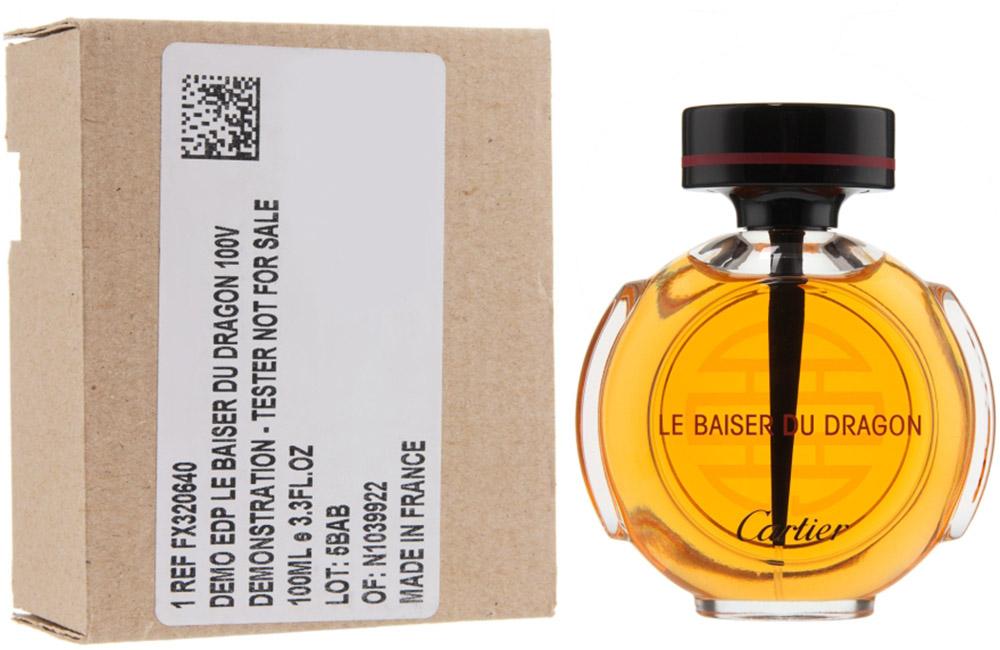 1 REF FX320640
DEMO EDP LE BAISER DU DRAGON 100V
DEMONSTRATION - TESTER NOT FOR SALE
100ML e 3.3FL.OZ
LOT: 5BAB
OF: N1039922
MADE IN FRANCE
LE BAISER DU DRAGON
Cartier